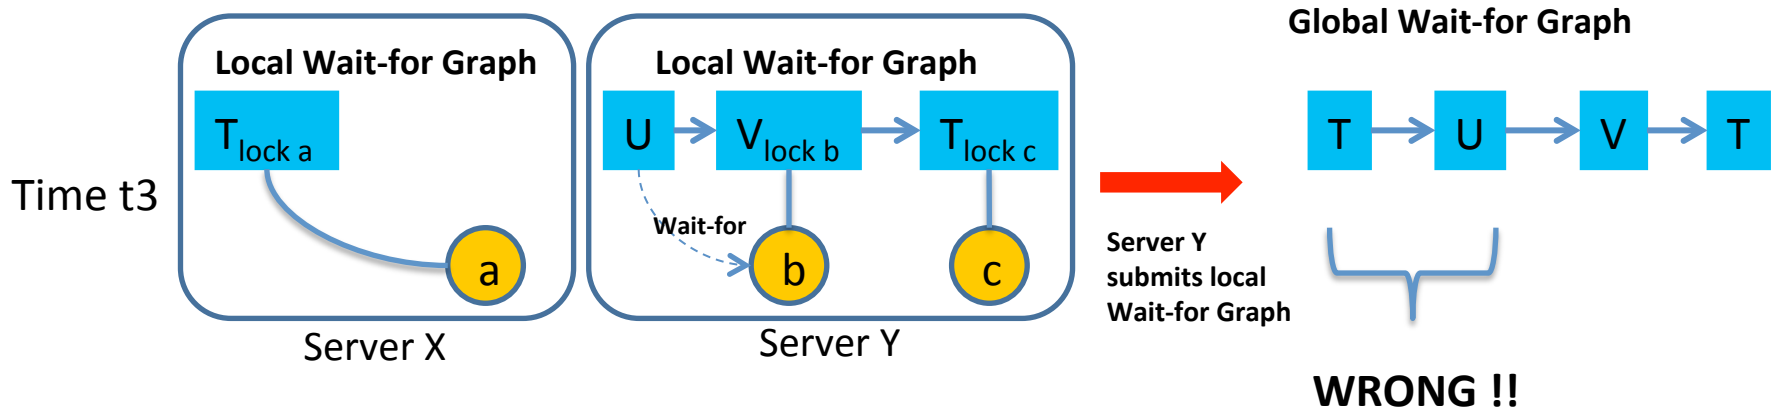 Global Wait-for Graph
Local Wait-for Graph
Local Wait-for Graph
T lock a
U
V lock b
T lock c
T
U
V
T
Time t3
Wait-for
a
b
c
Server Y
submits local
Wait-for Graph
Server X
Server Y
WRONG !!